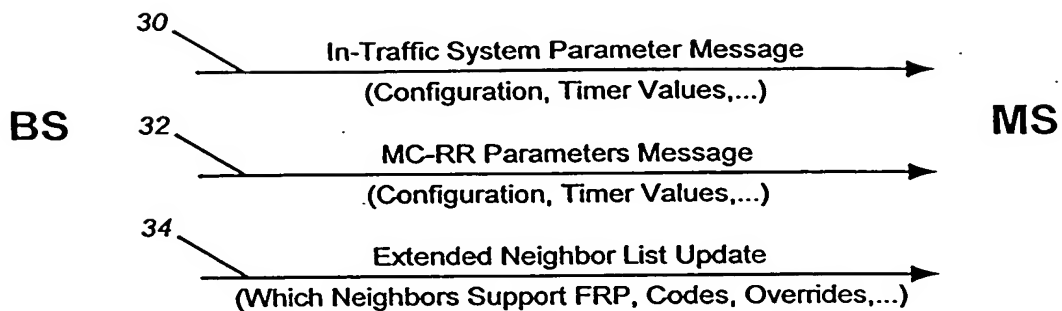 30
In-Traffic System Parameter Message
(Configuration, Timer Values,...)
BS
MS
32
MC-RR Parameters Message
(Configuration, Timer Values,...)
34
Extended Neighbor List Update
(Which Neighbors Support FRP, Codes, Overrides,...)